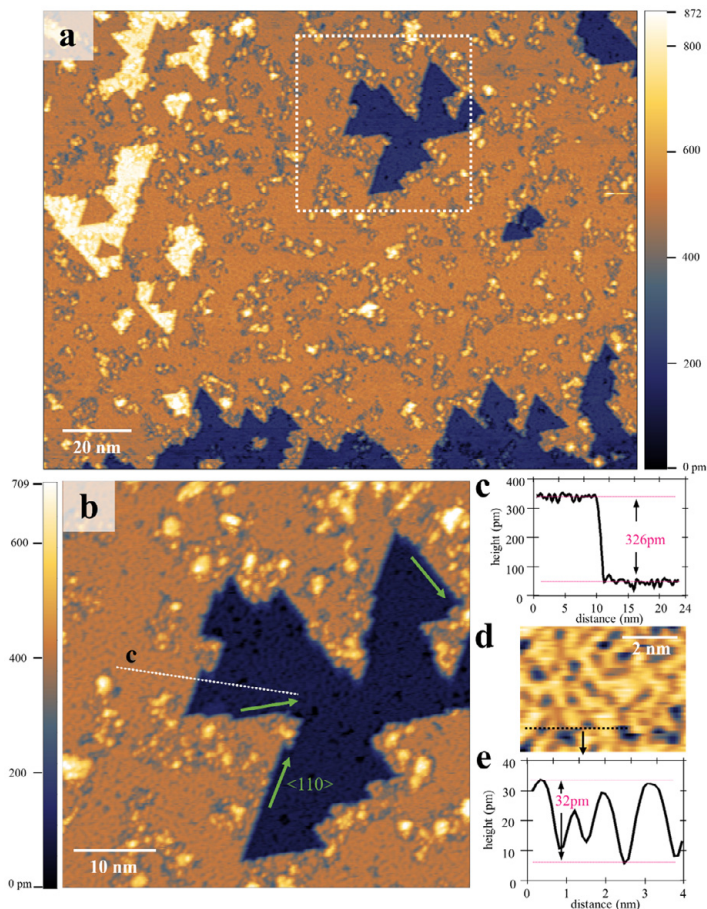 a
872
800
600
400
200
0 pm
20 nm
709
600
400
200
0 pm
b
c
<110>
10 nm
c
400
300
200
100
0
height (pm)
326pm
0 5 10 15 20 24
distance (nm)
d
2 nm
e
40
30
20
10
0
height (pm)
32pm
0 1 2 3 4
distance (nm)